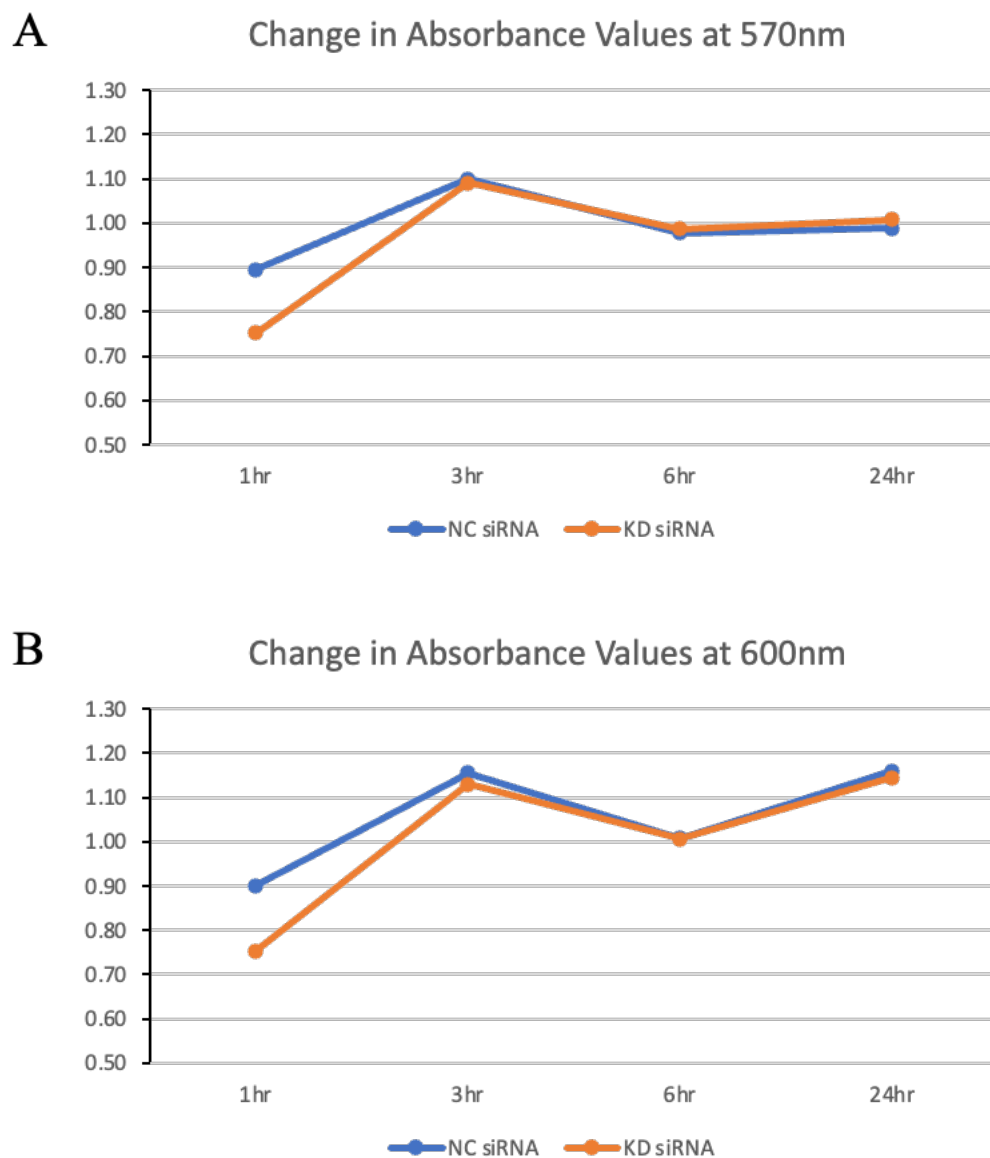 A
Change in Absorbance Values at 570nm
1.30
1.20
1.10
1.00
0.90
0.80
0.70
0.60
0.50
1hr 3hr 6hr 24hr
NC siRNA KD siRNA
B
Change in Absorbance Values at 600nm
1.30
1.20
1.10
1.00
0.90
0.80
0.70
0.60
0.50
1hr 3hr 6hr 24hr
NC siRNA KD siRNA